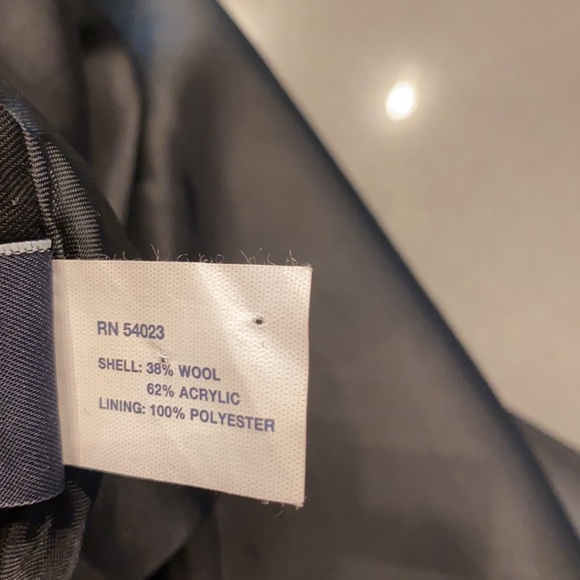 RN 54023
SHELL: 38% WOOL
62% ACRYLIC
LINING: 100% POLYESTER